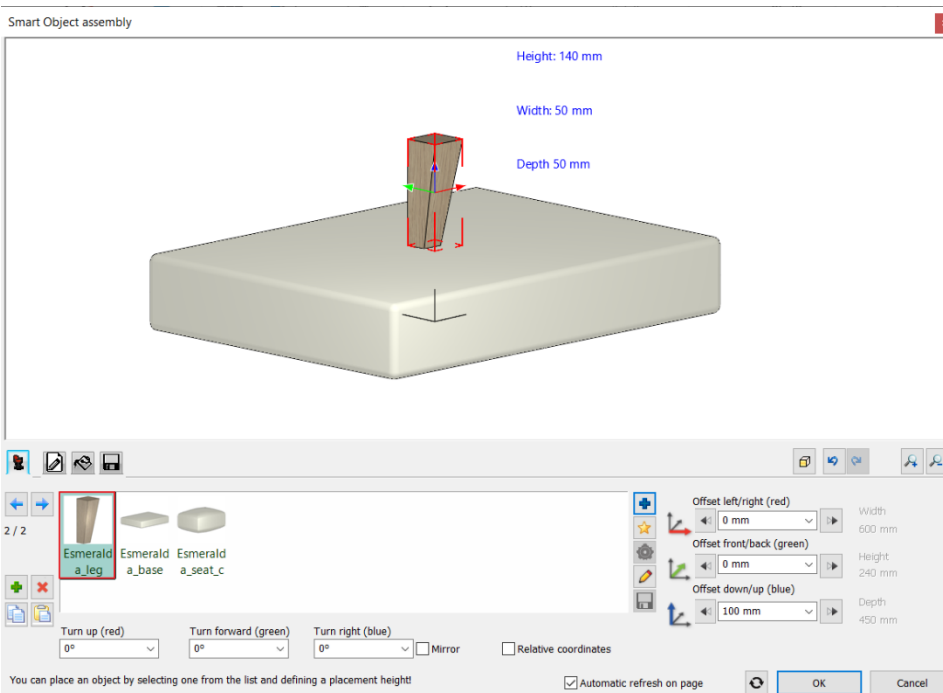 Smart Object assembly
Height: 140 mm
Width: 50 mm
Depth 50 mm
2 / 2
Esmerald
a_leg
Esmerald
a_base
Esmerald
a_seat_c
Offset left/right (red)
0 mm
Width
600 mm
Offset front/back (green)
0 mm
Height
240 mm
Offset down/up (blue)
100 mm
Depth
450 mm
Turn up (red)
Turn forward (green)
Turn right (blue)
0°
0°
0°
Mirror
Relative coordinates
You can place an object by selecting one from the list and defining a placement height!
Automatic refresh on page
OK
Cancel